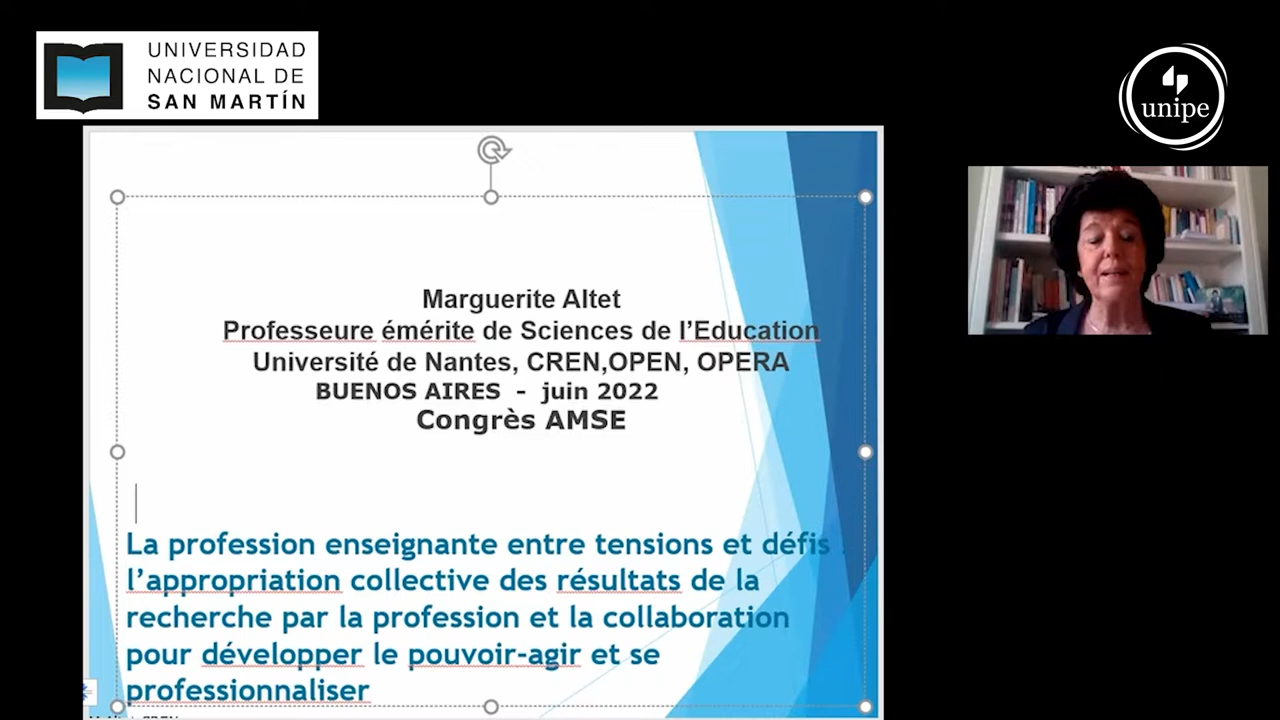 UNIVERSIDAD
NACIONAL DE
SAN MARTÍN
unipe
Marguerite Altet
Professeure émérite de Sciences de l'Education
Université de Nantes, CREN,OPEN, OPERA
BUENOS AIRES - juin 2022
Congrès AMSE
La profession enseignante entre tensions et défis :
l'appropriation collective des résultats de la
recherche par la profession et la collaboration
pour développer le pouvoir-agir et se
professionnaliser